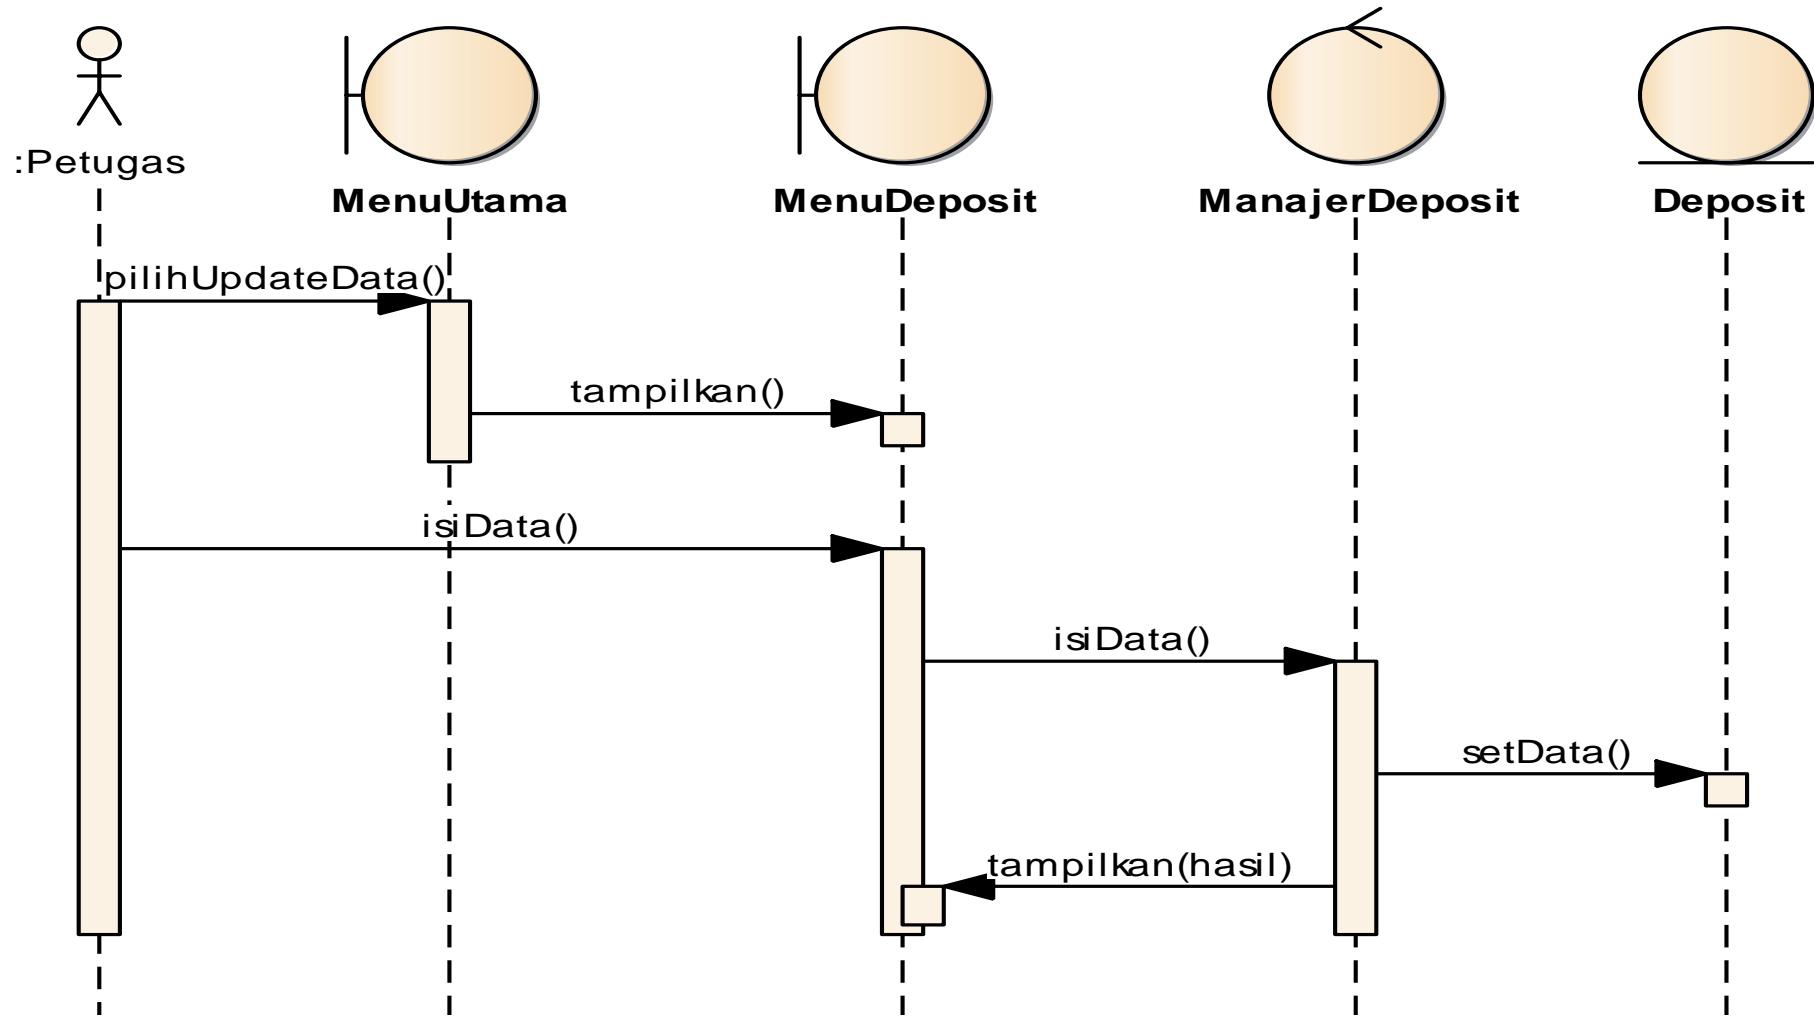 :Petugas
MenuUtama
MenuDeposit
ManajerDeposit
Deposit
pilihUpdateData()
tampilkan()
isiData()
isiData()
setData()
tampilkan(hasil)